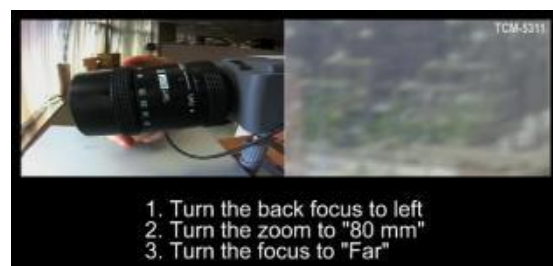 TCM-5311
1. Turn the back focus to left
2. Turn the zoom to "80 mm"
3. Turn the focus to "Far"